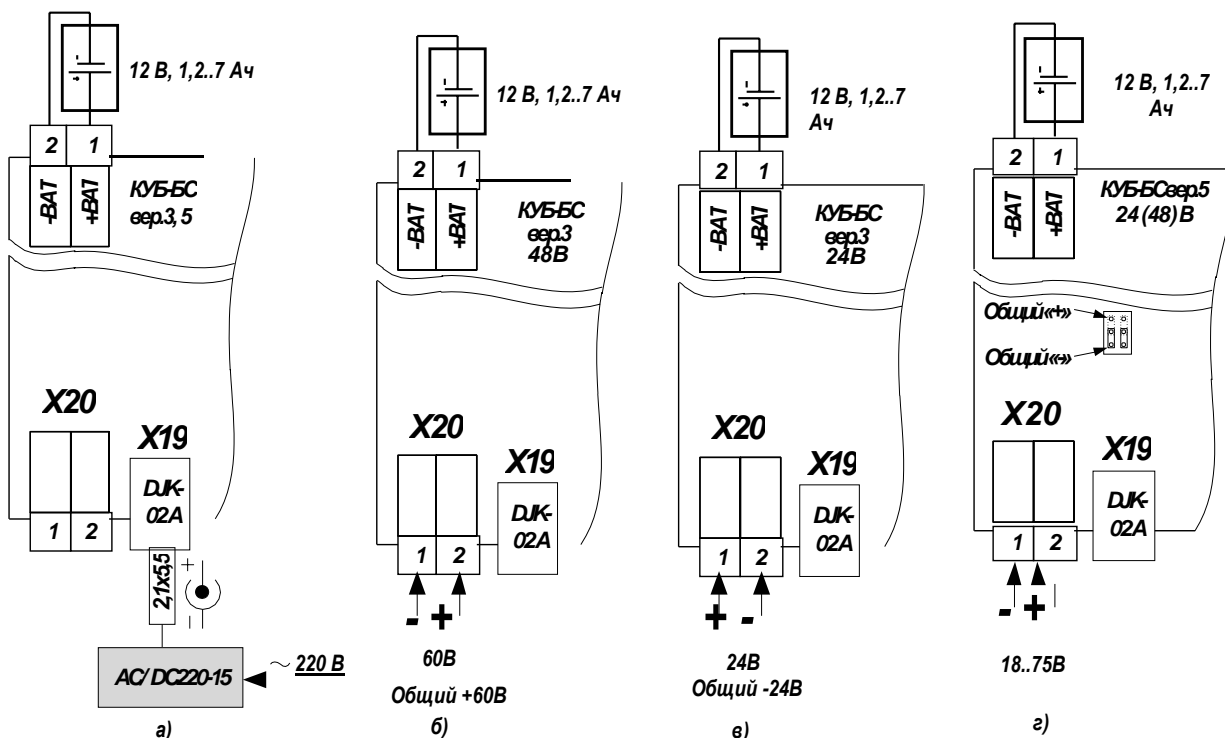 12 В, 1,2..7 Ач
2 1
-BAT +BAT
КУБ-БС
вер.3, 5
X20
X19
DJK-
02A
1 2
2,1x5,5
+
-
AC/ DC220-15
~ 220 В
а)
12 В, 1,2..7 Ач
2 1
-BAT +BAT
КУБ-БС
вер.3
48 В
X20
X19
DJK-
02A
1 2
- +
60В
Общий +60В
б)
12 В, 1,2..7
Ач
2 1
-BAT +BAT
КУБ-БС
вер.3
24 В
X20
X19
DJK-
02A
1 2
+ -
24В
Общий -24В
в)
12 В, 1,2..7
Ач
2 1
-BAT +BAT
КУБ-БС вер.5
24 (48) В
Общий «+»
Общий «-»
X20
X19
DJK-
02A
1 2
- +
18..75В
г)